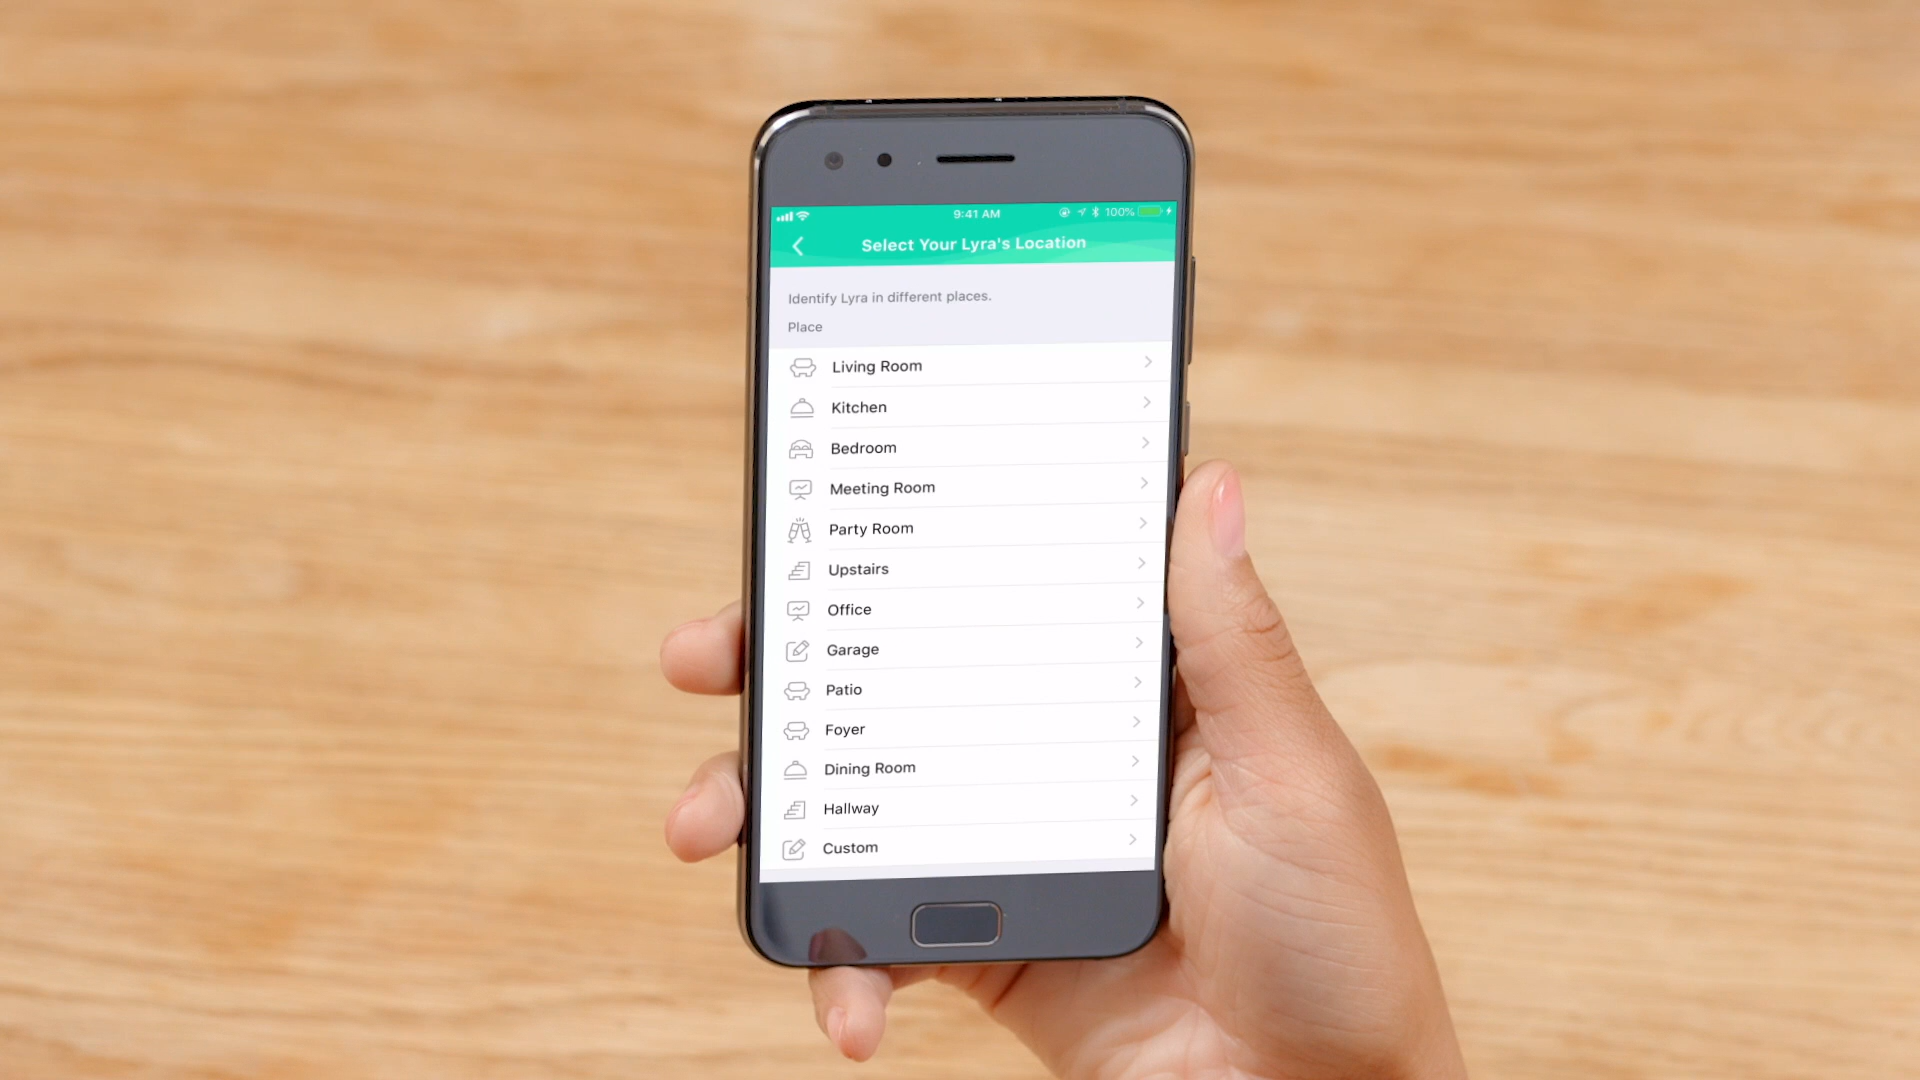 9:41 AM 100%
Select Your Lyra's Location
Identify Lyra in different places.
Place
Living Room
Kitchen
Bedroom
Meeting Room
Party Room
Upstairs
Office
Garage
Patio
Foyer
Dining Room
Hallway
Custom